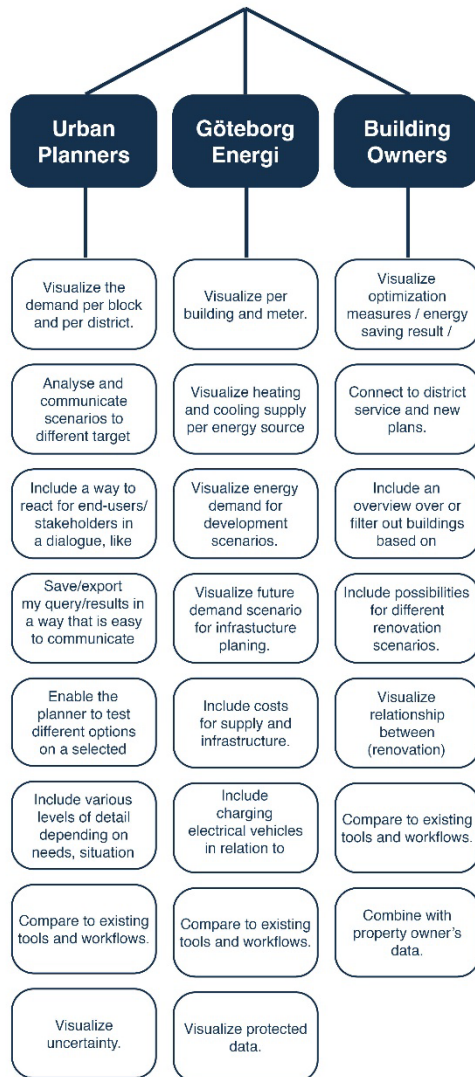 Urban
Planners
Göteborg
Energi
Building
Owners
Visualize the
demand per block
and per district.
Visualize per
building and meter.
Visualize
optimization
measures / energy
saving result /
Analyse and
communicate
scenarios to
different target
Visualize heating
and cooling supply
per energy source
Connect to district
service and new
plans.
Include a way to
react for end-users/
stakeholders in
a dialogue, like
Visualize energy
demand for
development
scenarios.
Include an
overview over or
filter out buildings
based on
Save/export
my query/results in
a way that is easy
to communicate
Visualize future
demand scenario
for infrastucture
planing.
Include possibilities
for different
renovation
scenarios.
Enable the
planner to test
different options
on a selected
Include costs
for supply and
infrastructure.
Visualize
relationship
between
(renovation)
Include various
levels of detail
depending on
needs, situation
Include
charging
electrical vehicles
in relation to
Compare to existing
tools and workflows.
Compare to existing
tools and workflows.
Compare to existing
tools and workflows.
Combine with
property owner's
data.
Visualize
uncertainty.
Visualize protected
data.